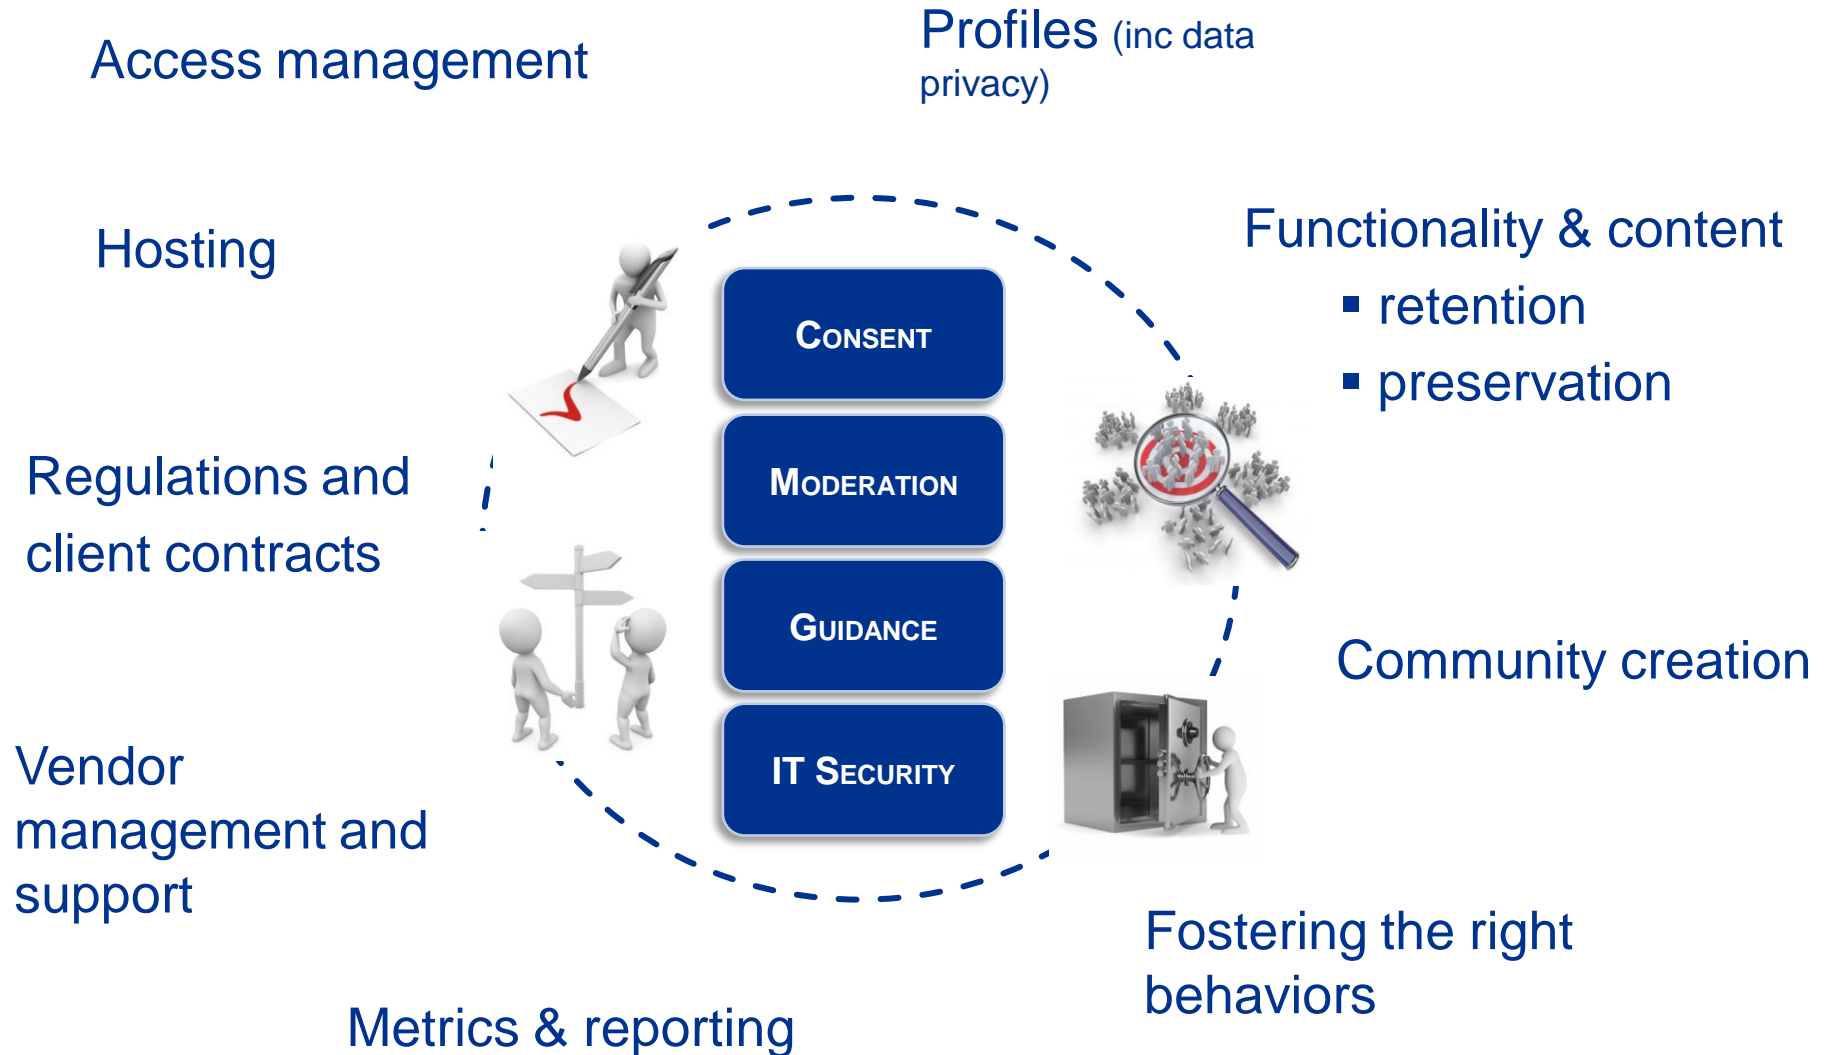 Access management
Profiles (inc data
privacy)
Hosting
Functionality & content
▪ retention
▪ preservation
Regulations and
client contracts
CONSENT
MODERATION
GUIDANCE
IT SECURITY
Community creation
Vendor
management and
support
Fostering the right
behaviors
Metrics & reporting